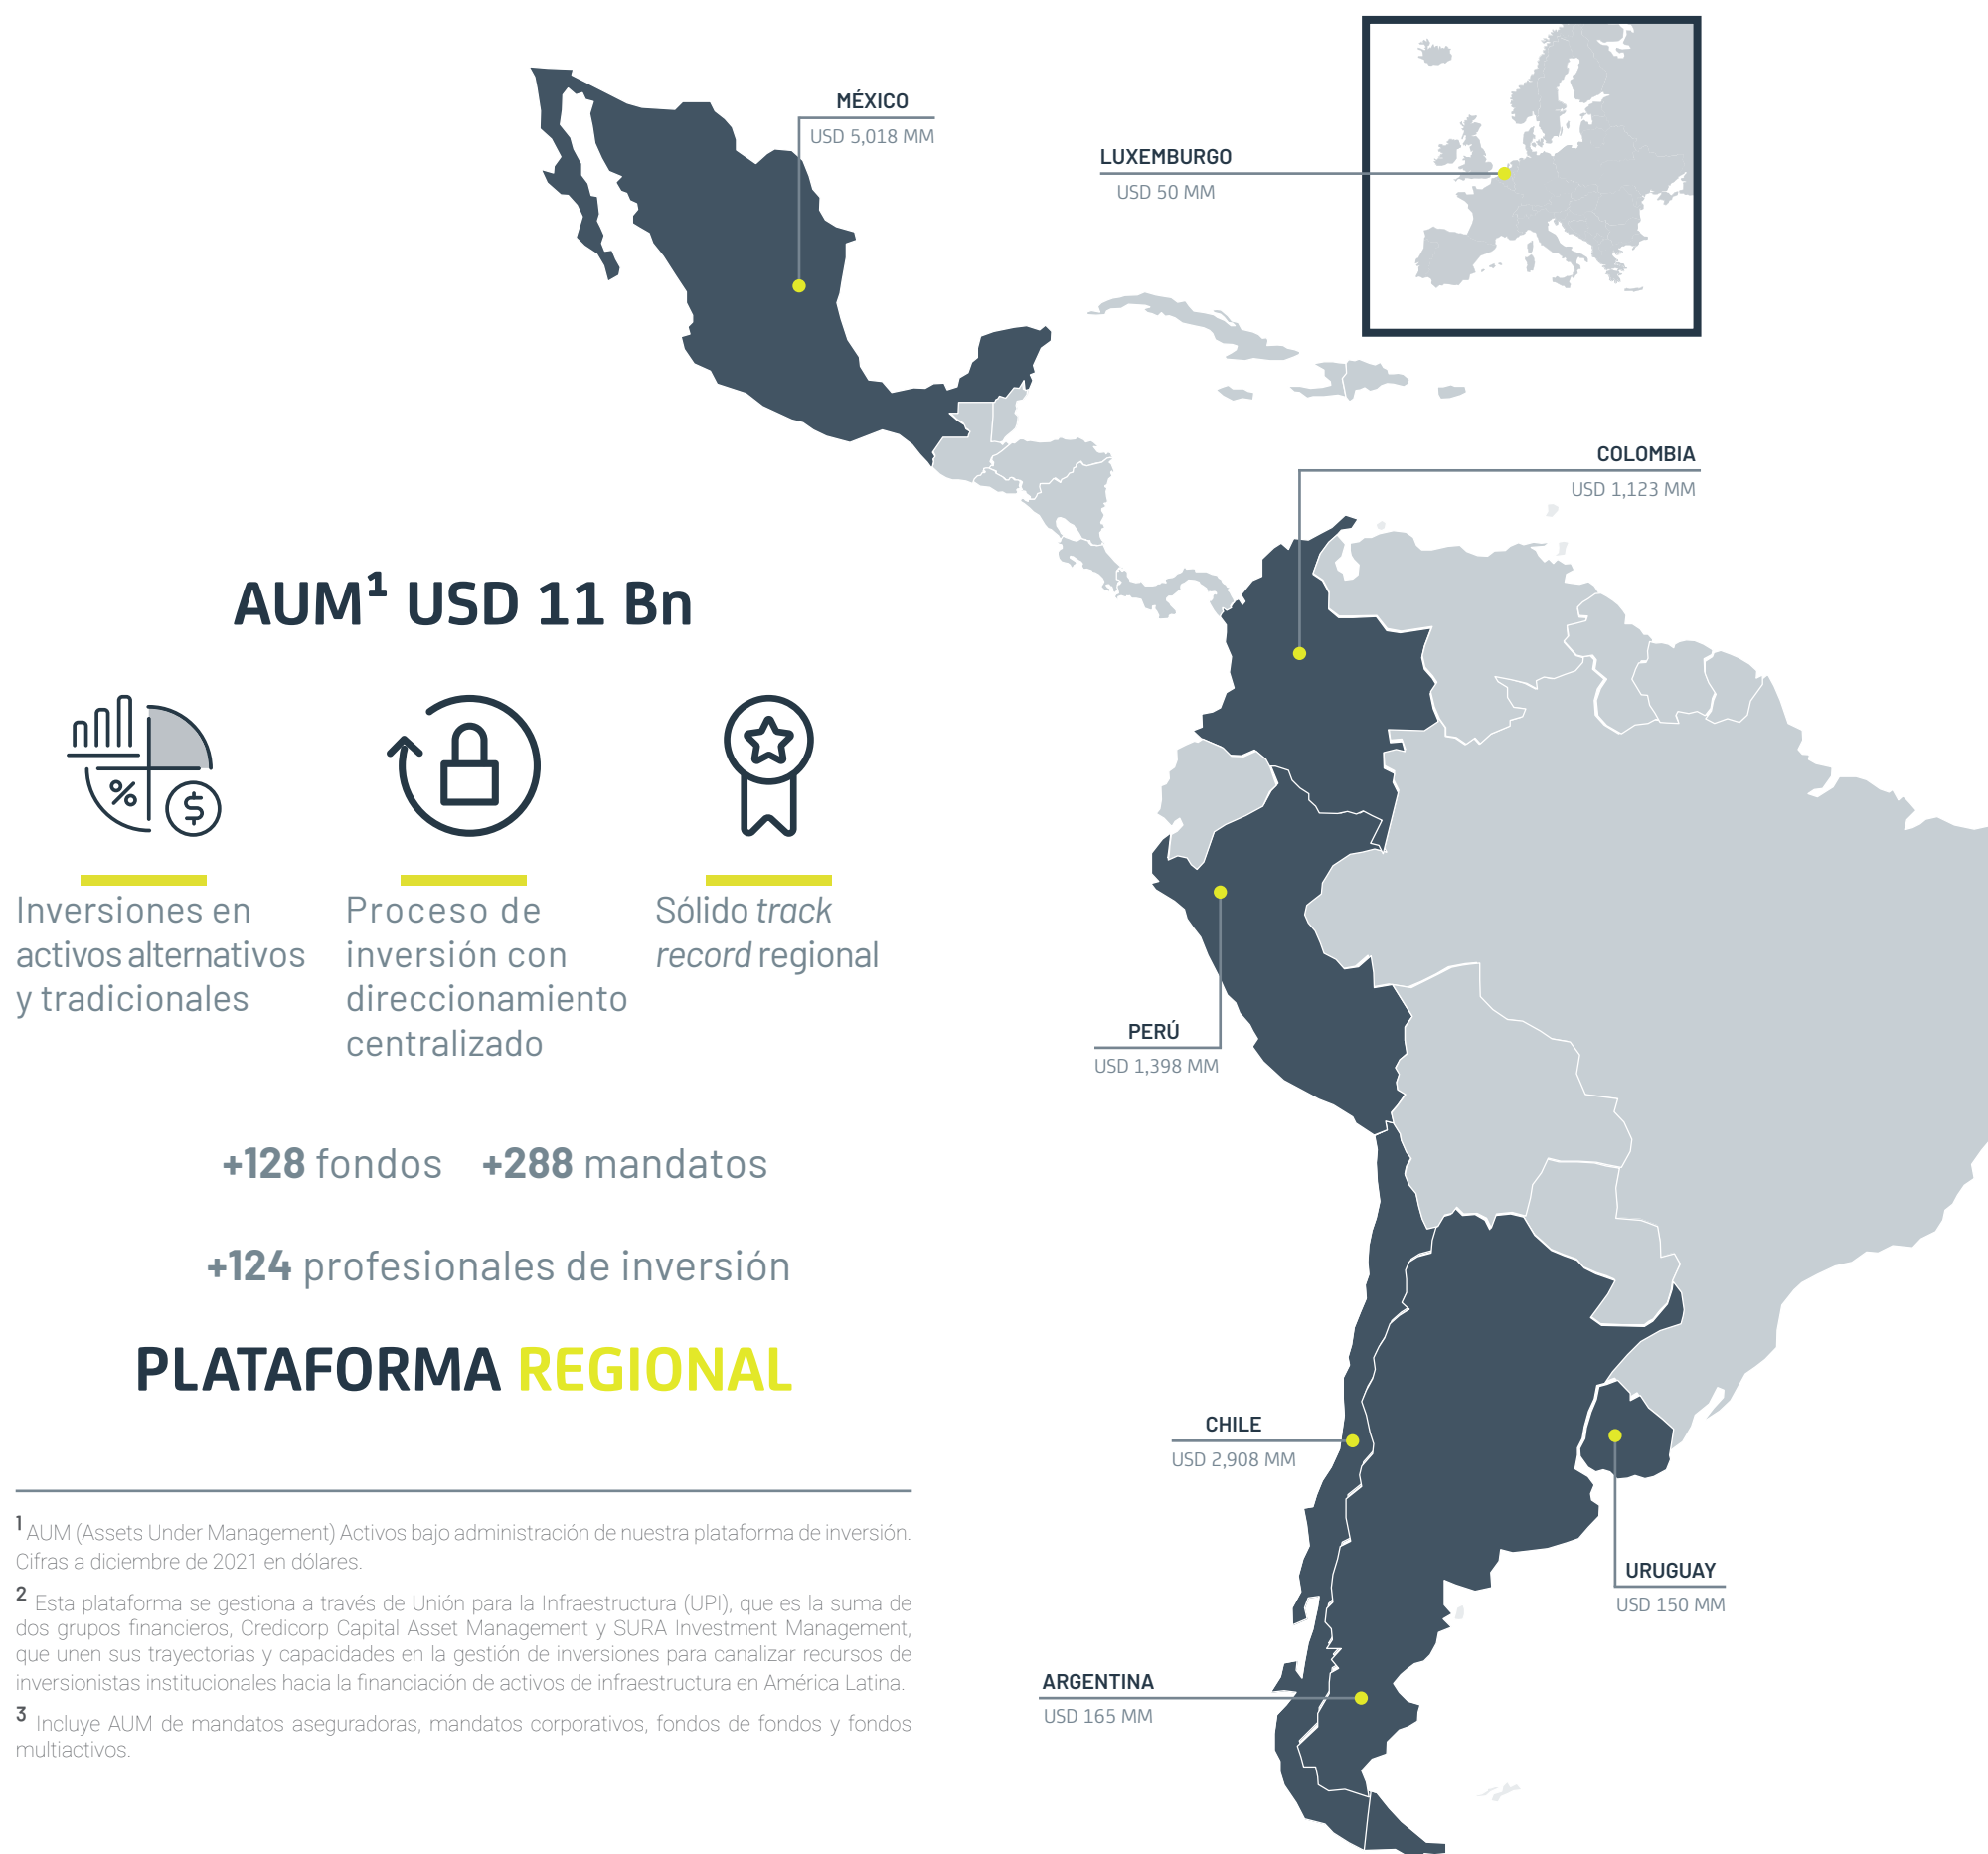 MÉXICO
USD 5,018 MM
LUXEMBURGO
USD 50 MM
COLOMBIA
USD 1,123 MM
AUM¹ USD 11 Bn
%
$
Inversiones en
activos alternativos
y tradicionales
Proceso de
inversión con
direccionamiento
centralizado
Sólido track
record regional
PERÚ
USD 1,398 MM
+128 fondos +288 mandatos
+124 profesionales de inversión
PLATAFORMA REGIONAL
CHILE
USD 2,908 MM
URUGUAY
USD 150 MM
ARGENTINA
USD 165 MM
1 AUM (Assets Under Management) Activos bajo administración de nuestra plataforma de inversión.
Cifras a diciembre de 2021 en dólares.
2 Esta plataforma se gestiona a través de Unión para la Infraestructura (UPI), que es la suma de
dos grupos financieros, Credicorp Capital Asset Management y SURA Investment Management,
que unen sus trayectorias y capacidades en la gestión de inversiones para canalizar recursos de
inversionistas institucionales hacia la financiación de activos de infraestructura en América Latina.
3 Incluye AUM de mandatos aseguradoras, mandatos corporativos, fondos de fondos y fondos
multiactivos.